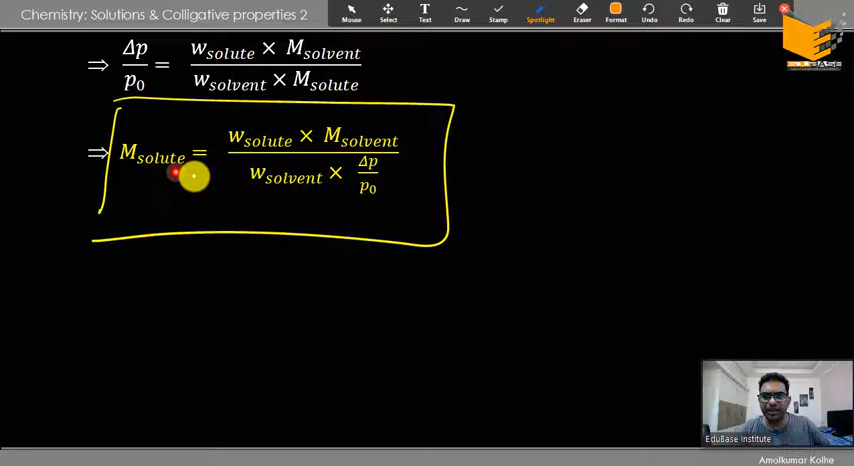 Chemistry: Solutions & Colligative properties 2
Mouse Select Text Draw Stamp Spotlight Eraser Format Undo Redo Clear Save
EDUBASE
⇒ Δp/p₀ = (w_solute × M_solvent)/(w_solvent × M_solute)
⇒ M_solute = (w_solute × M_solvent)/(w_solvent × Δp/p₀)
EduBase Institute
Amolkumar Kolhe